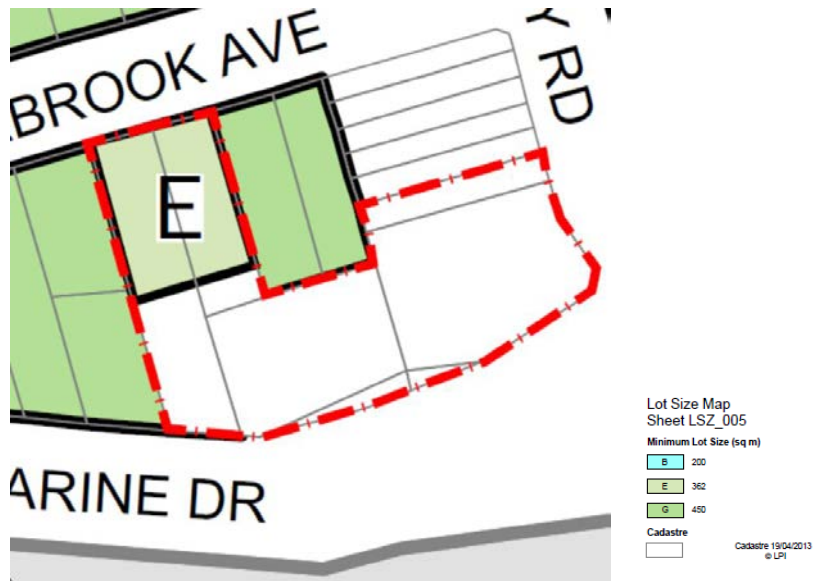 BROOK AVE
Y RD
E
ARINE DR
Lot Size Map
Sheet LSZ_005
Minimum Lot Size (sq m)
B 200
E 362
G 450
Cadastre
Cadastre 19/04/2013
© LPI